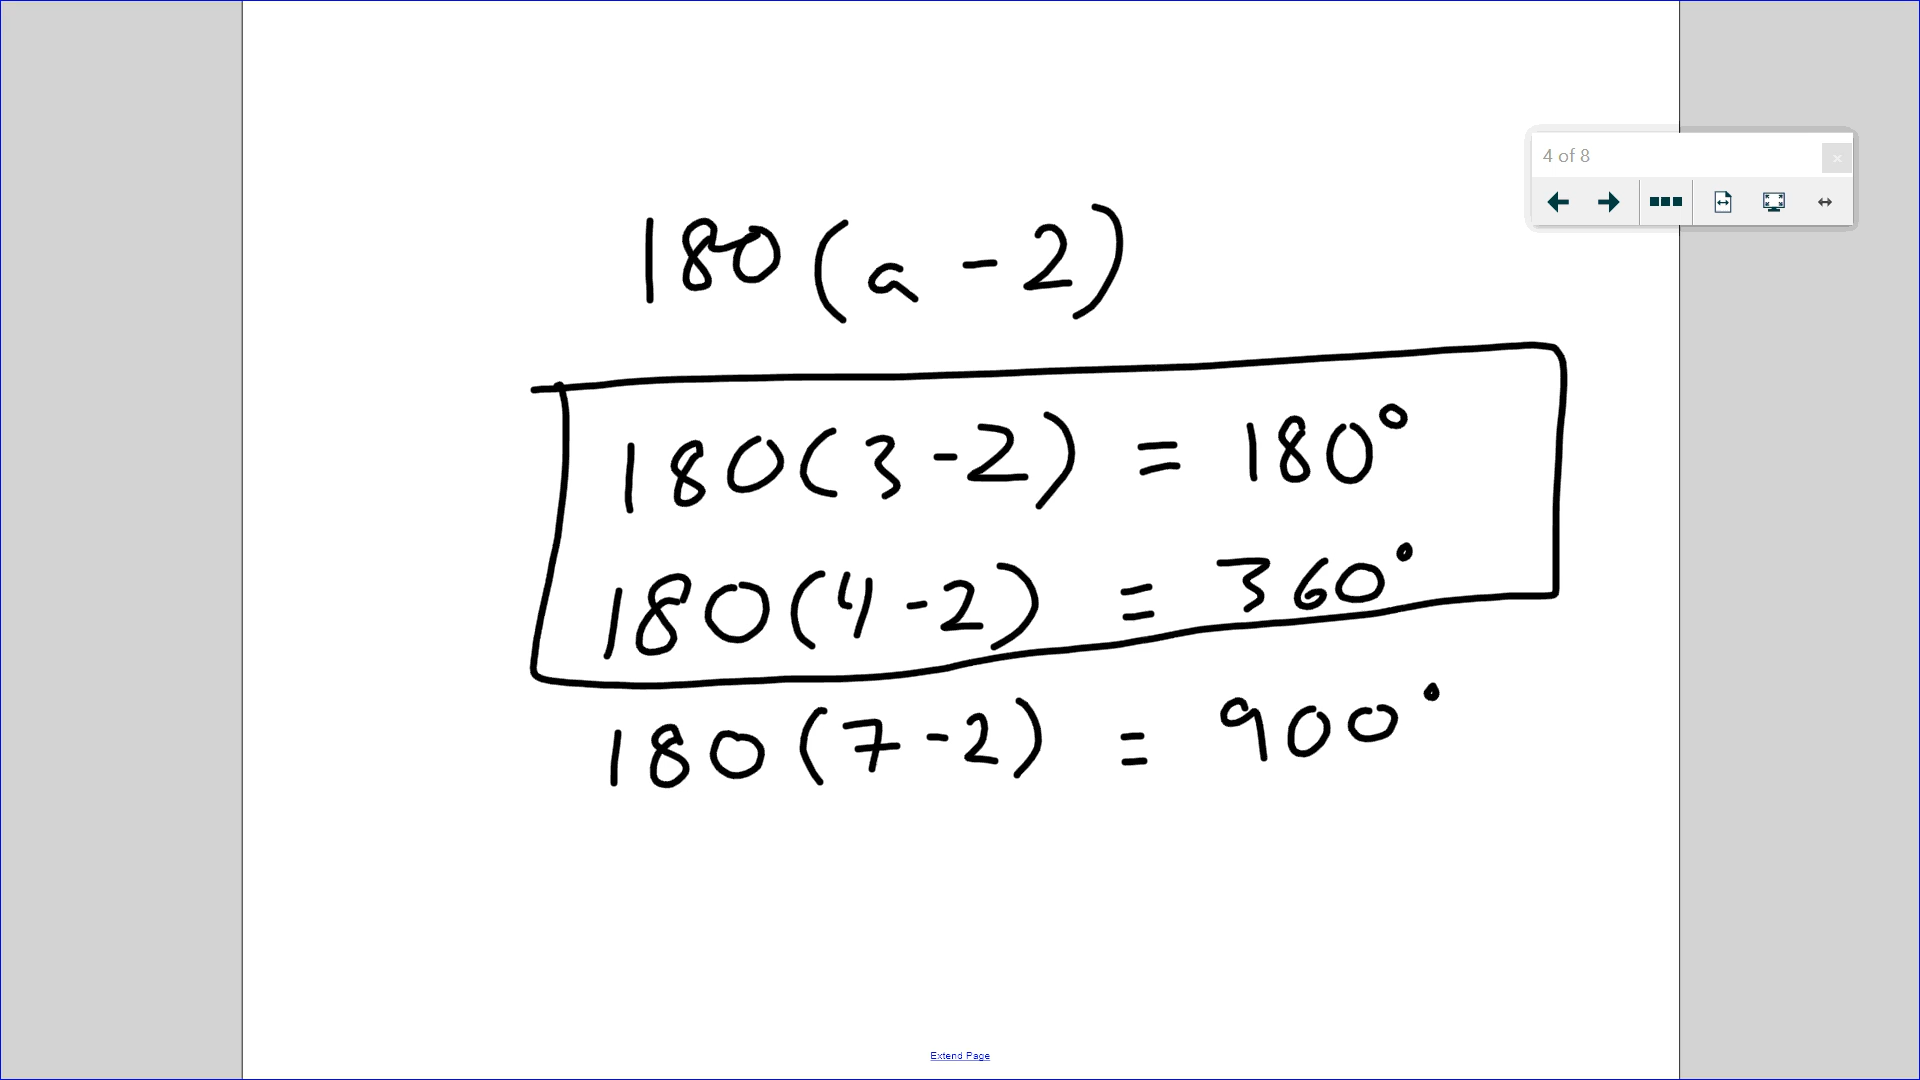 4 of 8
180(a - 2)
180(3 - 2) = 180°
180(4 - 2) = 360°
180(7 - 2) = 900°
Extend Page